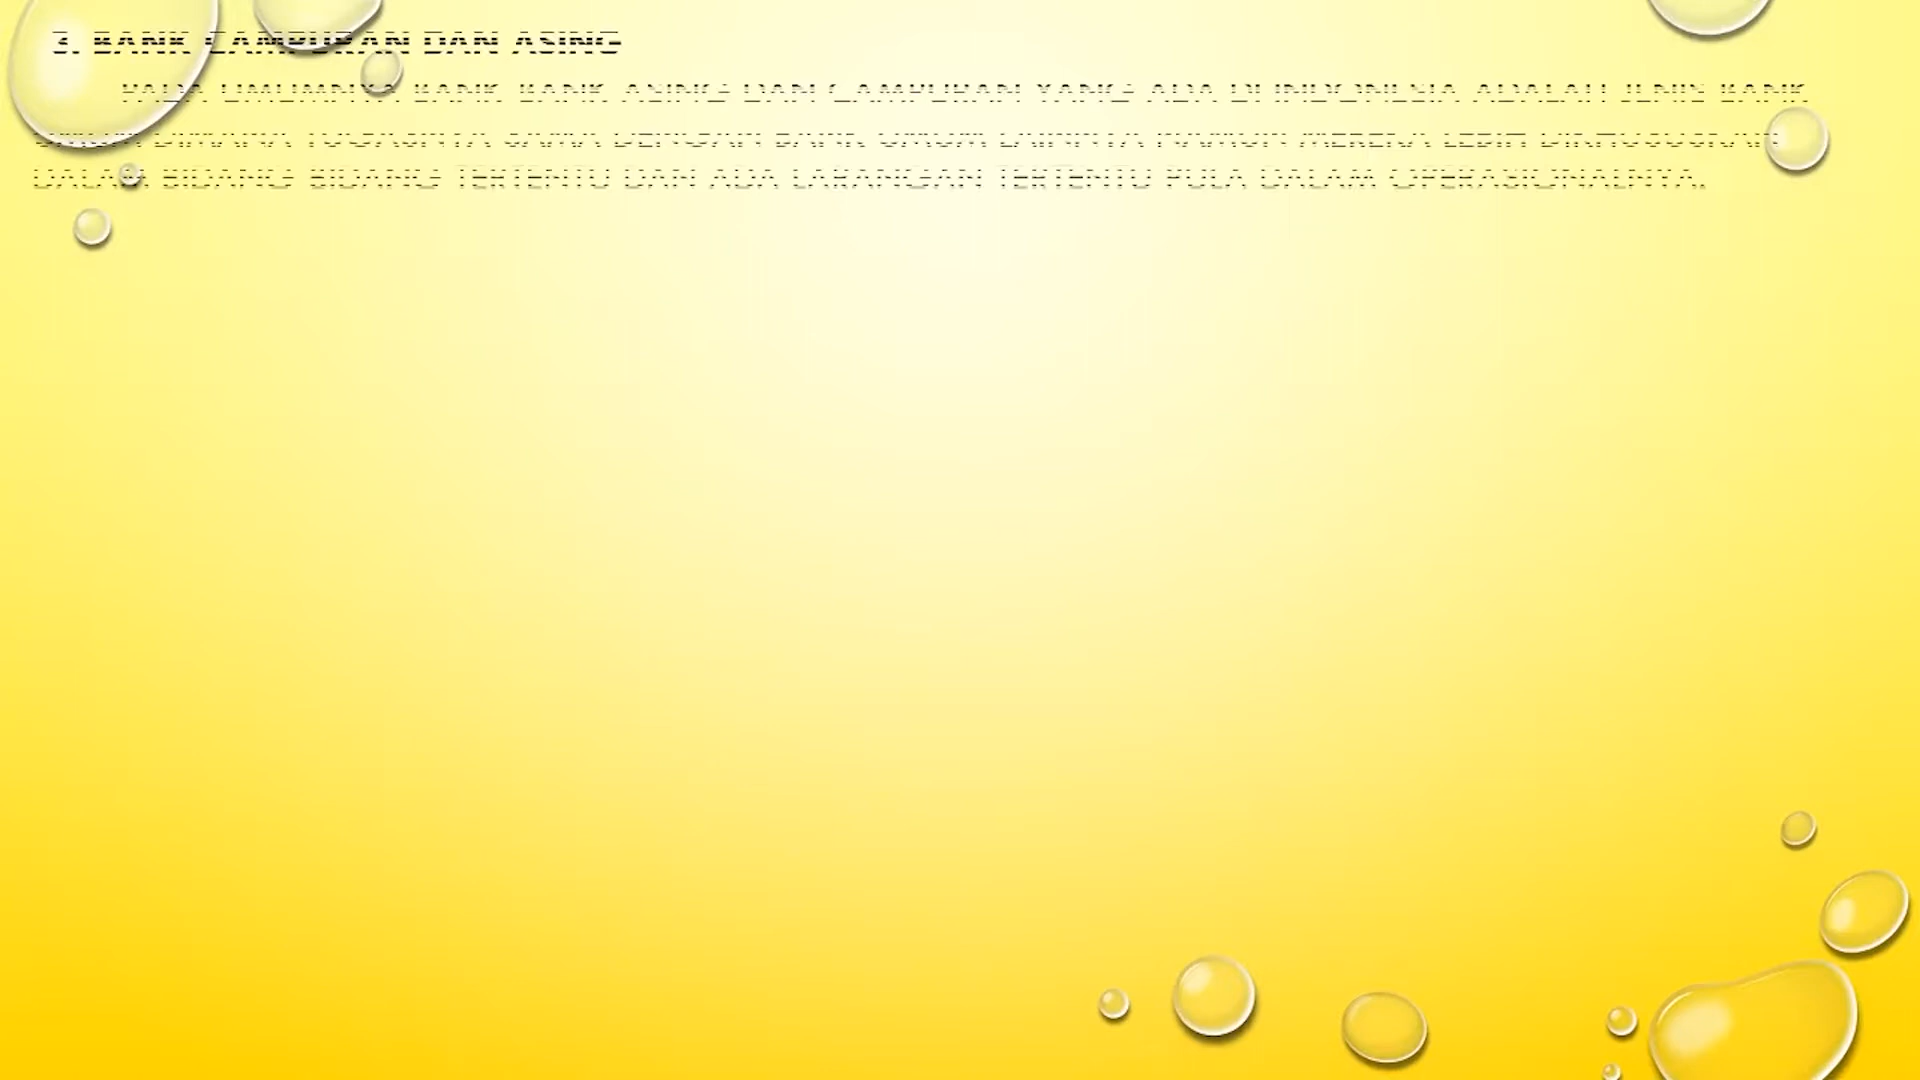 3. BANK CAMPURAN DAN ASING
PADA UMUMNYA BANK BANK ASING DAN CAMPURAN YANG ADA DI INDONESIA ADALAH JENIS BANK
UMUM DIMANA TUGASNYA SAMA DENGAN BANK UMUM LAINNYA NAMUN MEREKA LEBIH DIKHUSUSKAN
DALAM BIDANG BIDANG TERTENTU DAN ADA LARANGAN TERTENTU PULA DALAM OPERASIONALNYA.